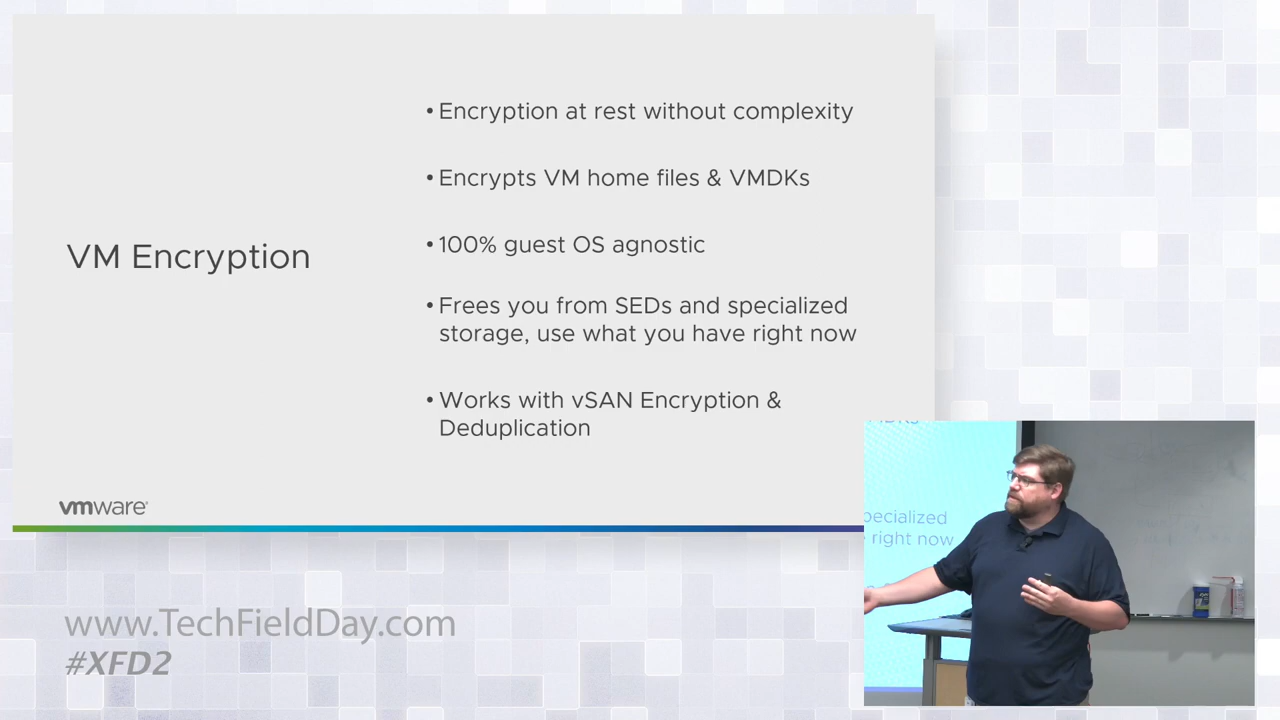 • Encryption at rest without complexity
• Encrypts VM home files & VMDKs
VM Encryption
• 100% guest OS agnostic
• Frees you from SEDs and specialized
storage, use what you have right now
• Works with vSAN Encryption &
Deduplication
vmware®
www.TechFieldDay.com
#XFD2
pecialized
right now